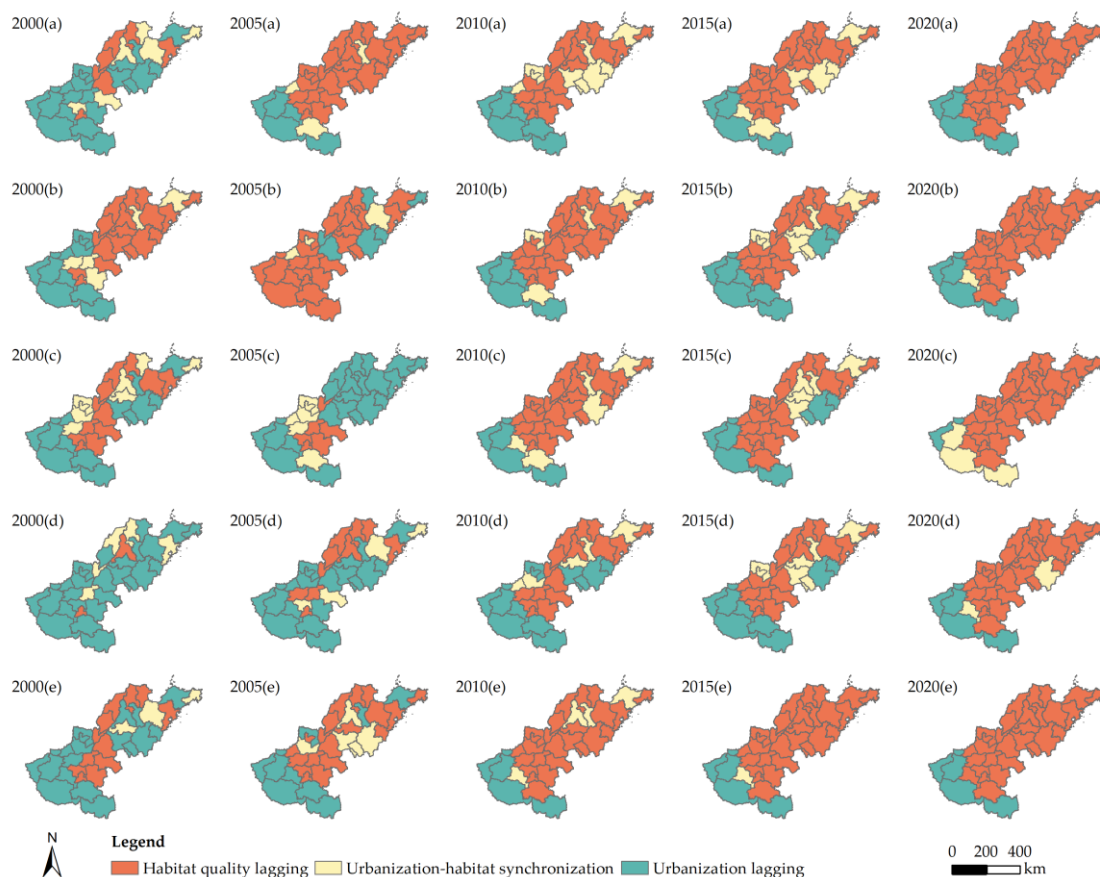 2000(a) 2005(a) 2010(a) 2015(a) 2020(a)
2000(b) 2005(b) 2010(b) 2015(b) 2020(b)
2000(c) 2005(c) 2010(c) 2015(c) 2020(c)
2000(d) 2005(d) 2010(d) 2015(d) 2020(d)
2000(e) 2005(e) 2010(e) 2015(e) 2020(e)
N
Legend
Habitat quality lagging Urbanization-habitat synchronization Urbanization lagging
0 200 400
km